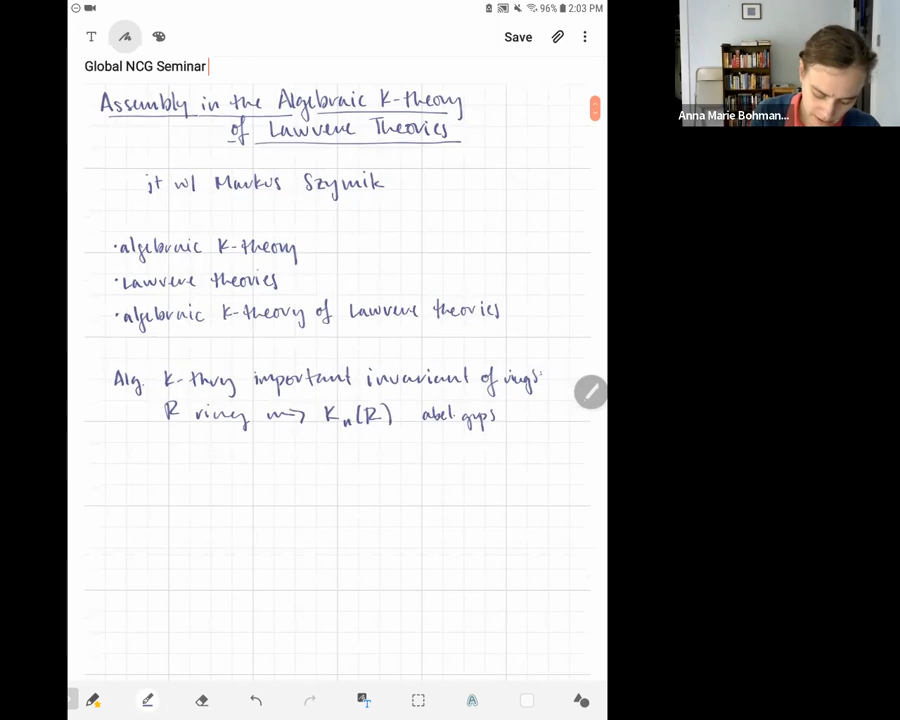 96% 2:03 PM
T
Save
Global NCG Seminar
Assembly in the Algebraic K-theory
of Lawvere Theories
jt w/ Markus Szymik
• algebraic K-theory
• Lawvere theories
• algebraic K-theory of Lawvere theories
Alg. K-thry important invariant of rings:
R ring ⇝ Kn(R) abel. grps
Anna Marie Bohman...
T
A